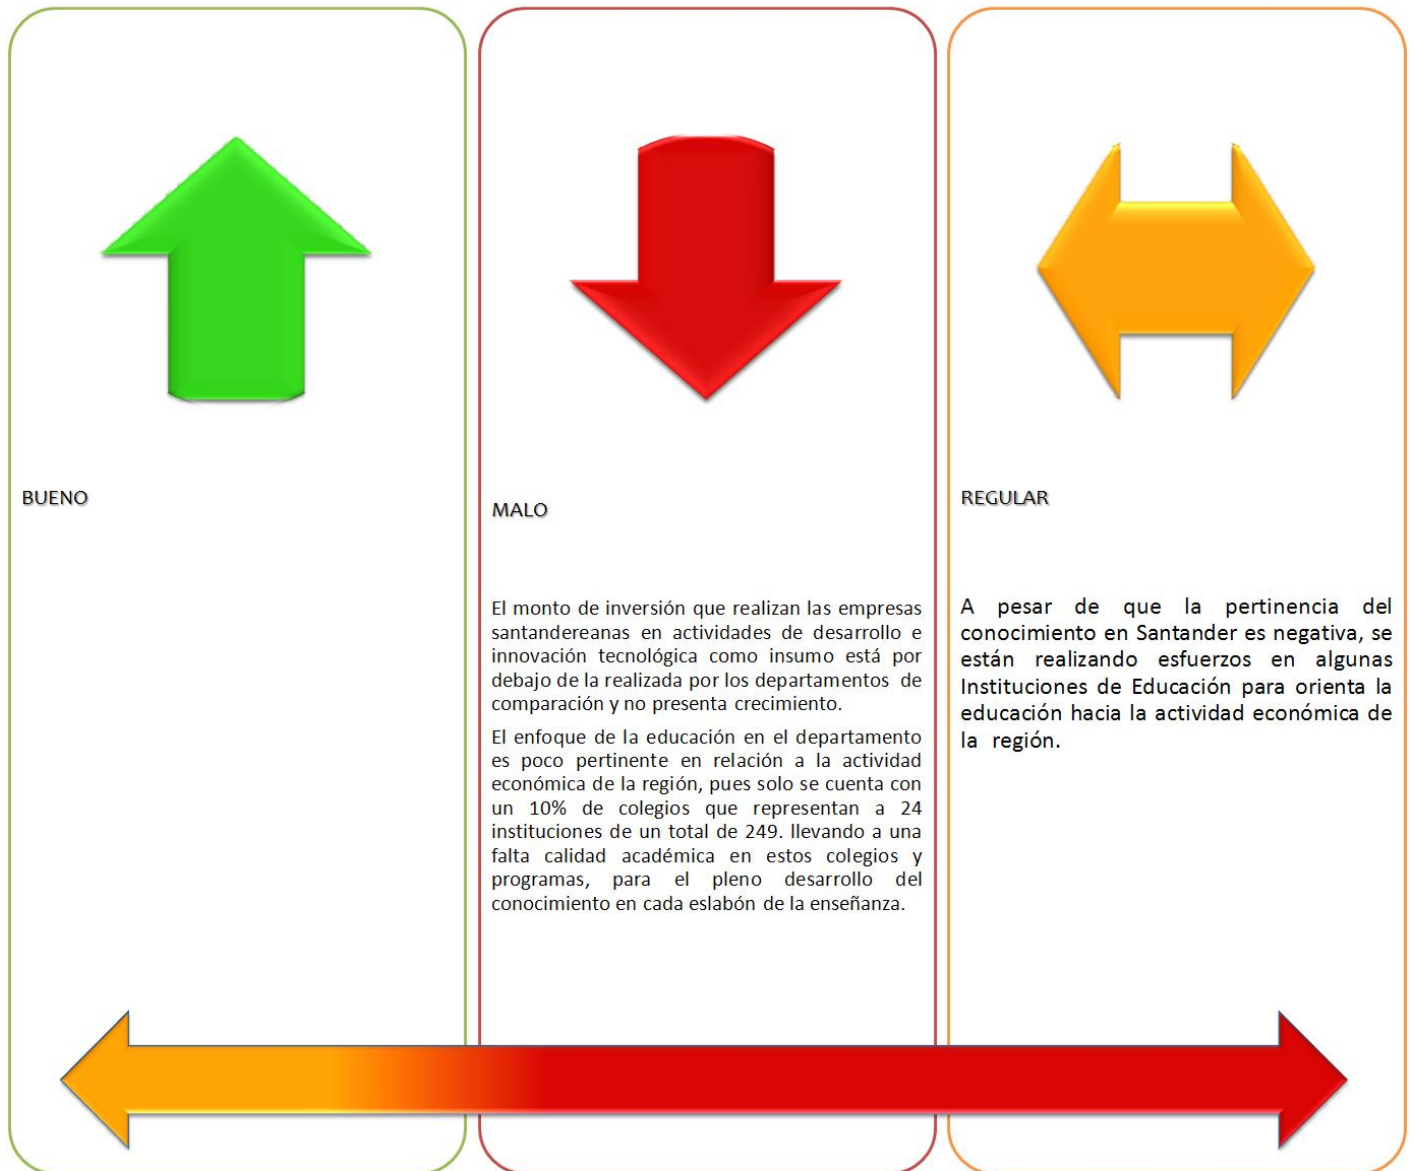 BUENO
MALO
El monto de inversión que realizan las empresas
santandereanas en actividades de desarrollo e
innovación tecnológica como insumo está por
debajo de la realizada por los departamentos de
comparación y no presenta crecimiento.
El enfoque de la educación en el departamento
es poco pertinente en relación a la actividad
económica de la región, pues solo se cuenta con
un 10% de colegios que representan a 24
instituciones de un total de 249. llevando a una
falta calidad académica en estos colegios y
programas, para el pleno desarrollo del
conocimiento en cada eslabón de la enseñanza.
REGULAR
A pesar de que la pertinencia del
conocimiento en Santander es negativa, se
están realizando esfuerzos en algunas
Instituciones de Educación para orienta la
educación hacia la actividad económica de
la región.